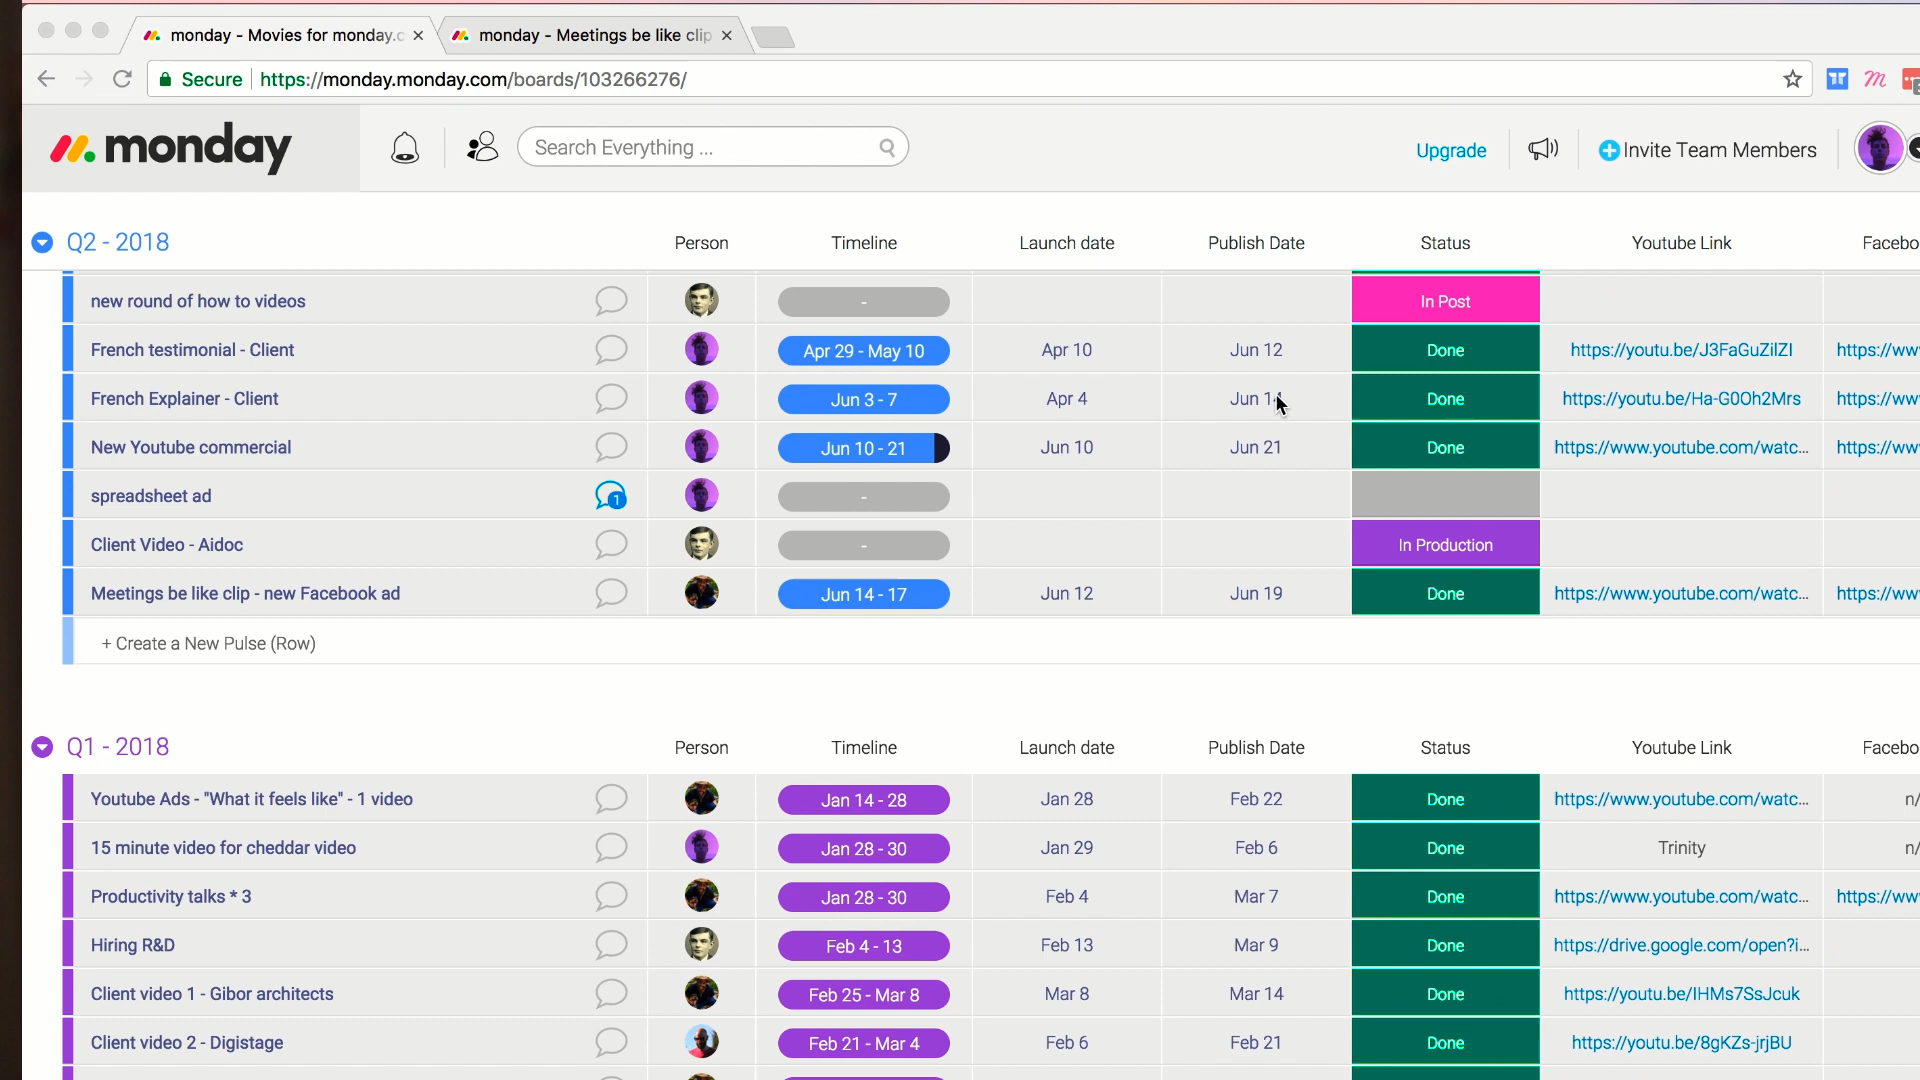 monday - Movies for monday.c
monday - Meetings be like clip
Secure https://monday.monday.com/boards/103266276/
monday
Search Everything ...
Upgrade
Invite Team Members
Q2 - 2018 Person Timeline Launch date Publish Date Status Youtube Link Facebo
new round of how to videos - In Post
French testimonial - Client Apr 29 - May 10 Apr 10 Jun 12 Done https://youtu.be/J3FaGuZilZI https://ww
French Explainer - Client Jun 3 - 7 Apr 4 Jun 14 Done https://youtu.be/Ha-G0Oh2Mrs https://ww
New Youtube commercial Jun 10 - 21 Jun 10 Jun 21 Done https://www.youtube.com/watc... https://ww
spreadsheet ad 1 -
Client Video - Aidoc - In Production
Meetings be like clip - new Facebook ad Jun 14 - 17 Jun 12 Jun 19 Done https://www.youtube.com/watc... https://ww
+ Create a New Pulse (Row)
Q1 - 2018 Person Timeline Launch date Publish Date Status Youtube Link Facebo
Youtube Ads - "What it feels like" - 1 video Jan 14 - 28 Jan 28 Feb 22 Done https://www.youtube.com/watc... n/
15 minute video for cheddar video Jan 28 - 30 Jan 29 Feb 6 Done Trinity n/
Productivity talks * 3 Jan 28 - 30 Feb 4 Mar 7 Done https://www.youtube.com/watc... https://ww
Hiring R&D Feb 4 - 13 Feb 13 Mar 9 Done https://drive.google.com/open?i...
Client video 1 - Gibor architects Feb 25 - Mar 8 Mar 8 Mar 14 Done https://youtu.be/IHMs7SsJcuk
Client video 2 - Digistage Feb 21 - Mar 4 Feb 6 Feb 21 Done https://youtu.be/8gKZs-jrjBU